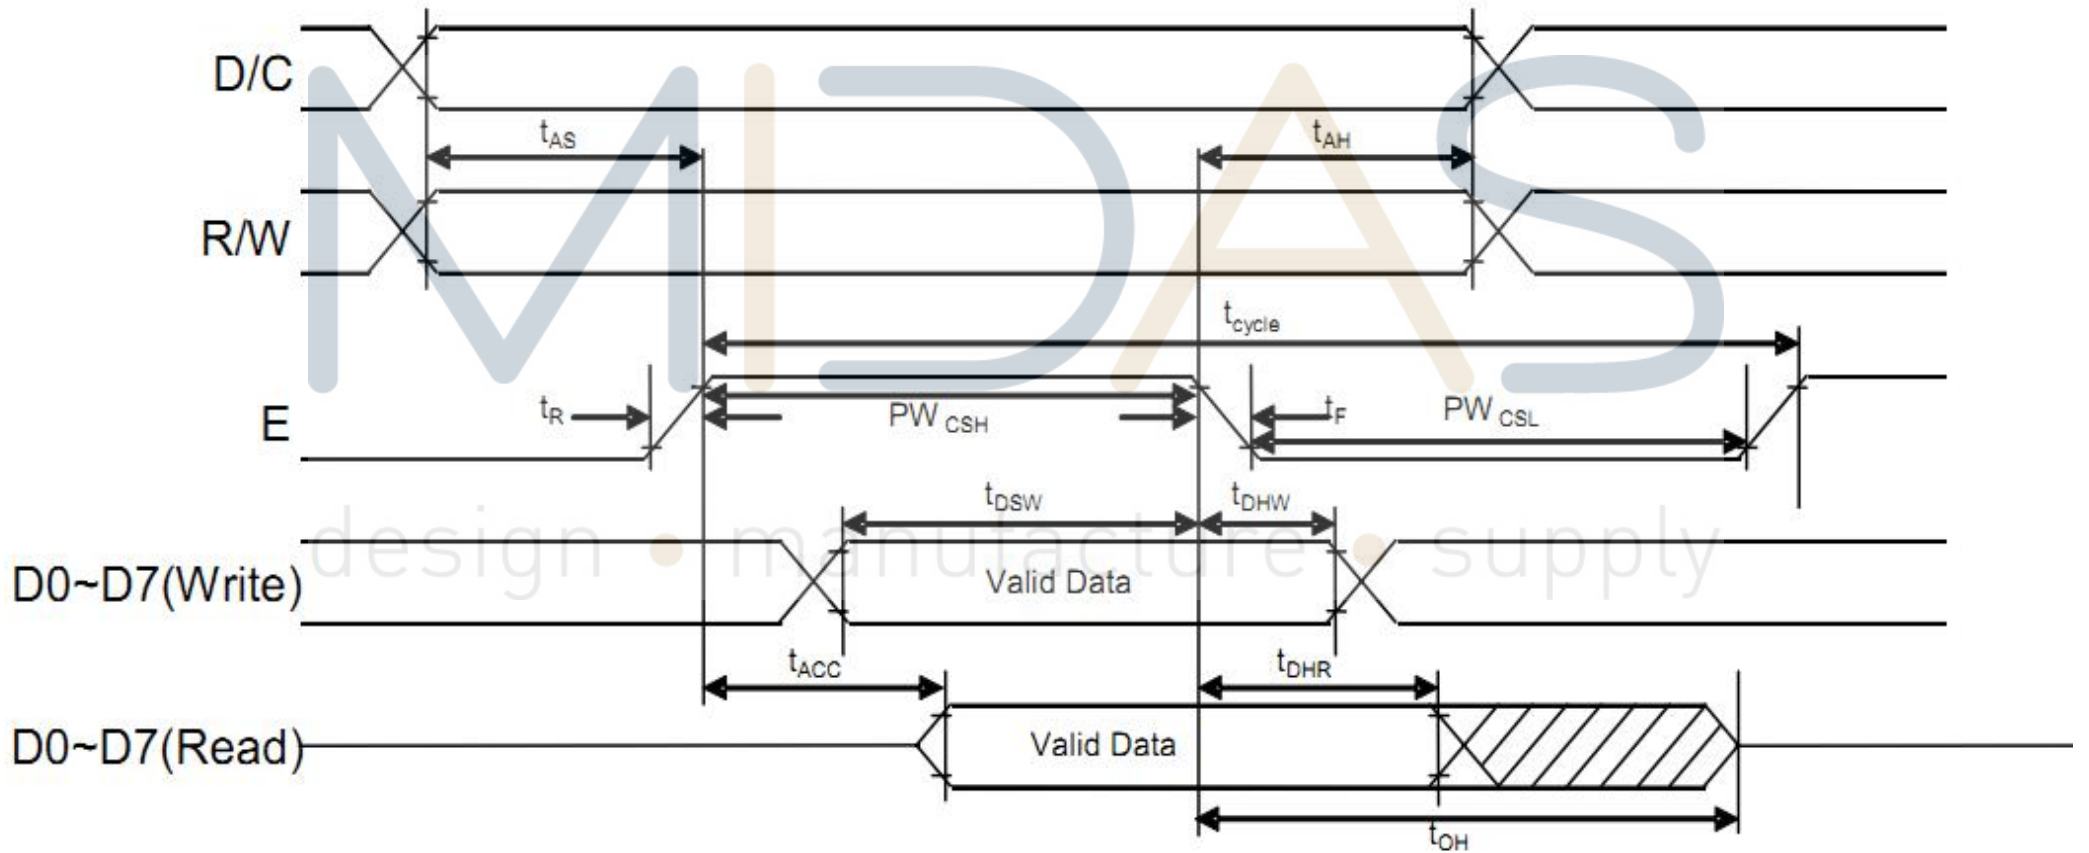 D/C
MIDAS
tAS
tAH
R/W
tcycle
E
tR
PW CSH
tF
PW CSL
tDSW
tDHW
design • manufacture • supply
D0~D7(Write)
Valid Data
tACC
tDHR
D0~D7(Read)
Valid Data
tOH